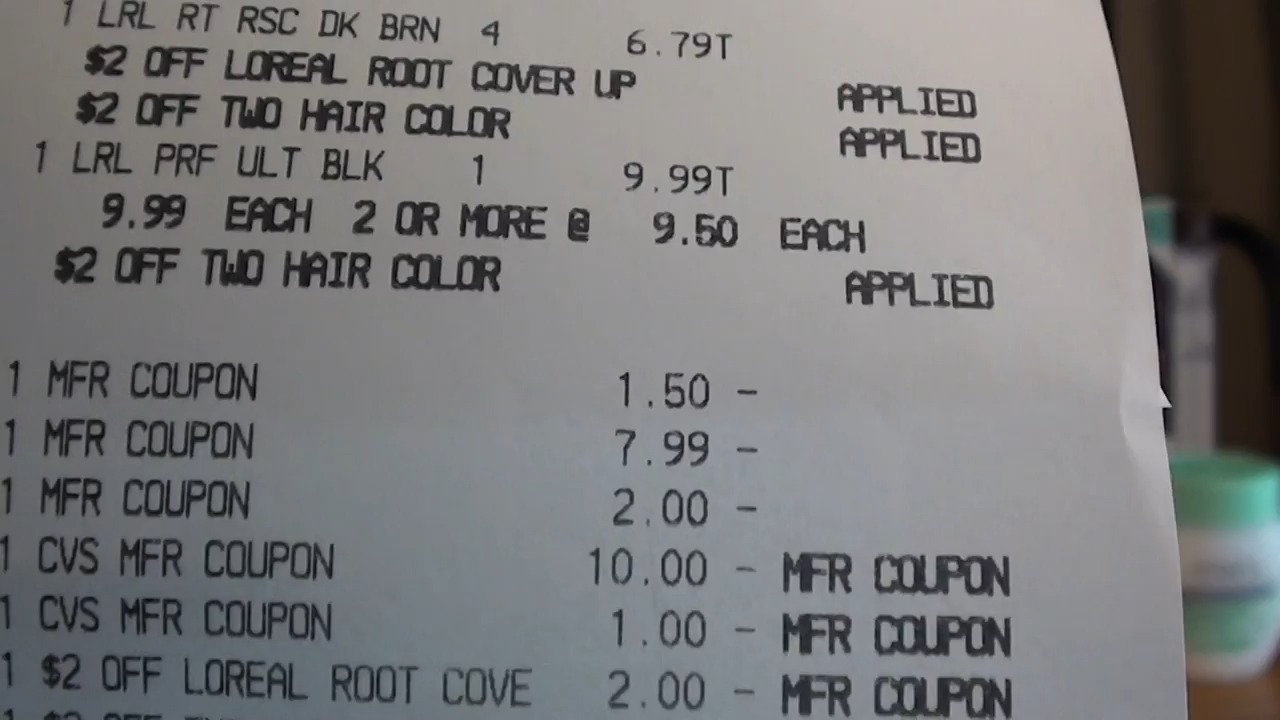 1 LRL RT RSC DK BRN 4 6.79T
$2 OFF LOREAL ROOT COVER UP APPLIED
$2 OFF TWO HAIR COLOR APPLIED
1 LRL PRF ULT BLK 1 9.99T
9.99 EACH 2 OR MORE @ 9.50 EACH
$2 OFF TWO HAIR COLOR APPLIED
1 MFR COUPON 1.50 -
1 MFR COUPON 7.99 -
1 MFR COUPON 2.00 -
1 CVS MFR COUPON 10.00 - MFR COUPON
1 CVS MFR COUPON 1.00 - MFR COUPON
1 $2 OFF LOREAL ROOT COVE 2.00 - MFR COUPON